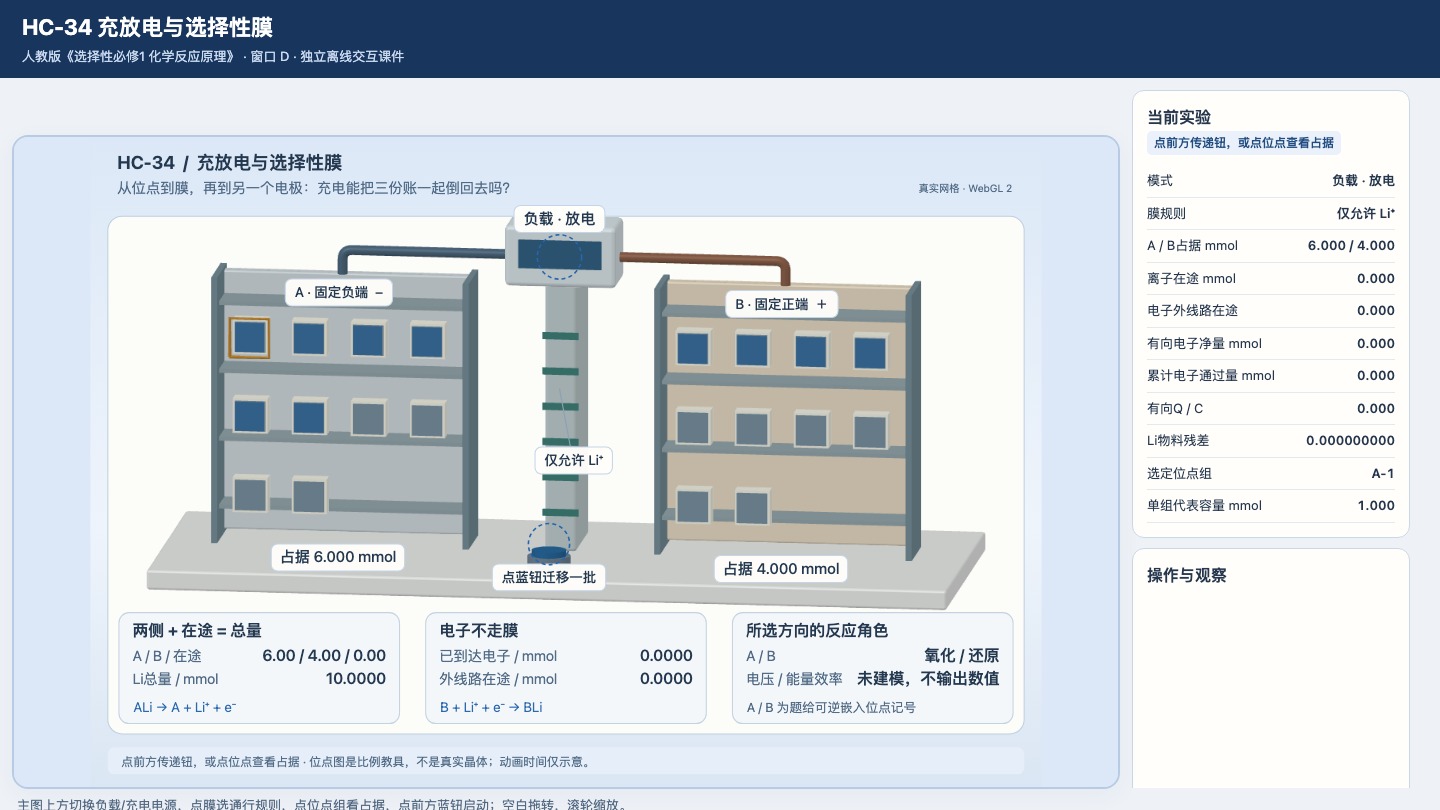 HC-34 充放电与选择性膜
人教版《选择性必修1 化学反应原理》 · 窗口 D · 独立离线交互课件
HC-34 / 充放电与选择性膜
从位点到膜，再到另一个电极：充电能把三份账一起倒回去吗？
真实网格 · WebGL 2
负载 · 放电
A · 固定负端 −
B · 固定正端 +
仅允许 Li⁺
占据 6.000 mmol
点蓝钮迁移一批
占据 4.000 mmol
两侧 + 在途 = 总量
A / B / 在途 6.00 / 4.00 / 0.00
Li总量 / mmol 10.0000
ALi → A + Li⁺ + e⁻
电子不走膜
已到达电子 / mmol 0.0000
外线路在途 / mmol 0.0000
B + Li⁺ + e⁻ → BLi
所选方向的反应角色
A / B 氧化 / 还原
电压 / 能量效率 未建模，不输出数值
A / B 为题给可逆嵌入位点记号
点前方传递钮，或点位点查看占据 · 位点图是比例教具，不是真实晶体；动画时间仅示意。
主图上方切换负载/充电电源、点膜选通行规则、点位点组看占据、点前方蓝钮启动；空白拖转，滚轮缩放。
当前实验
点前方传递钮，或点位点查看占据
模式 负载 · 放电
膜规则 仅允许 Li⁺
A / B占据 mmol 6.000 / 4.000
离子在途 mmol 0.000
电子外线路在途 0.000
有向电子净量 mmol 0.000
累计电子通过量 mmol 0.000
有向Q / C 0.000
Li物料残差 0.000000000
选定位点组 A-1
单组代表容量 mmol 1.000
操作与观察